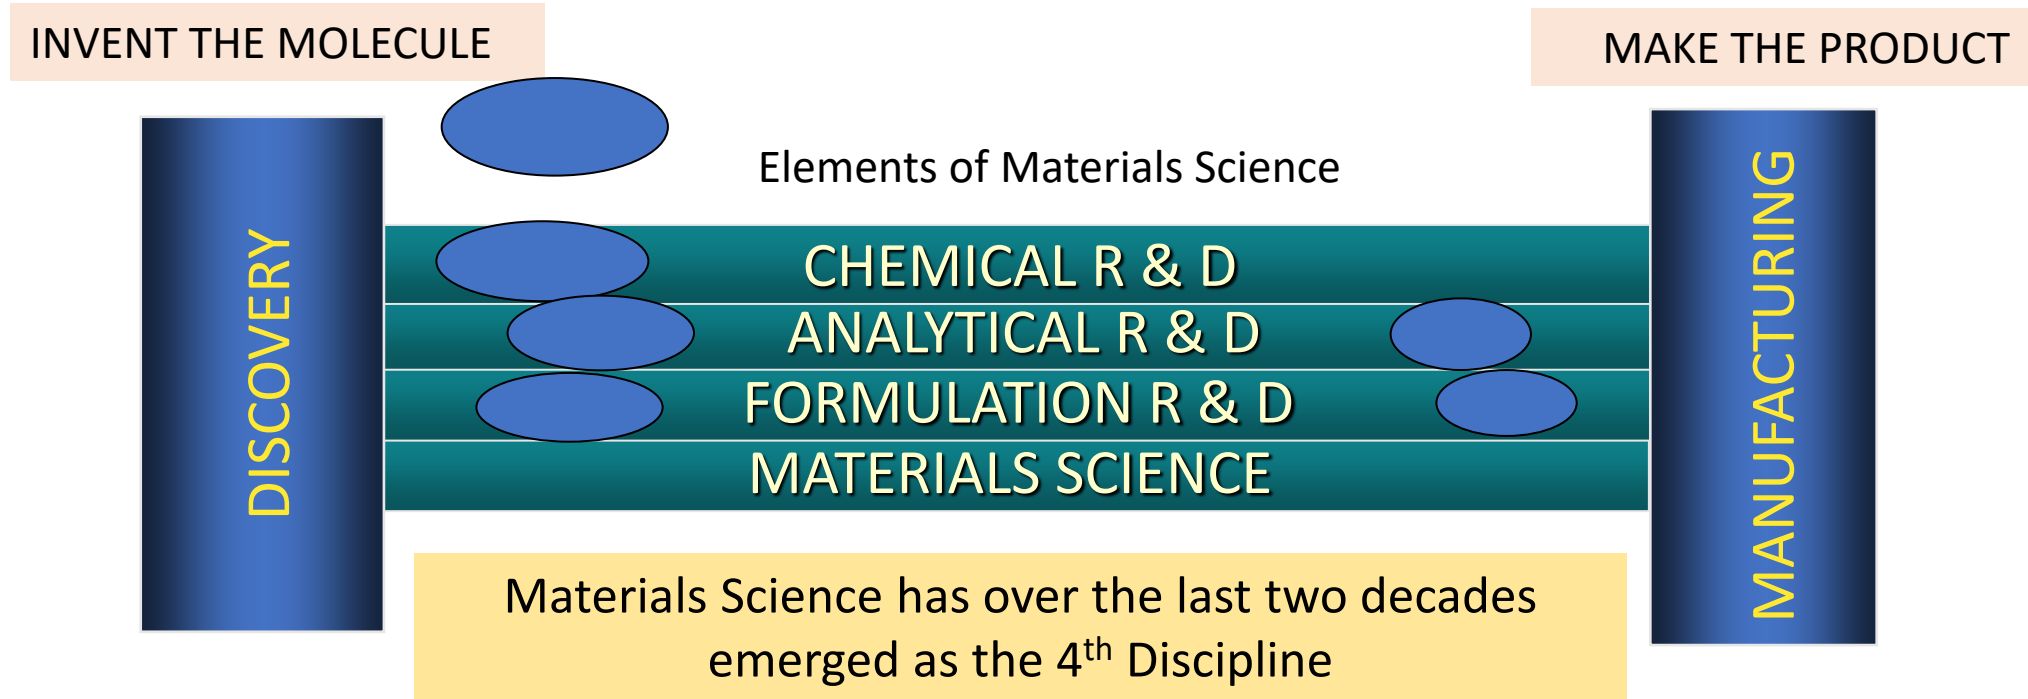 INVENT THE MOLECULE
MAKE THE PRODUCT
Elements of Materials Science
DISCOVERY
CHEMICAL R & D
ANALYTICAL R & D
FORMULATION R & D
MATERIALS SCIENCE
MANUFACTURING
Materials Science has over the last two decades
emerged as the 4th Discipline